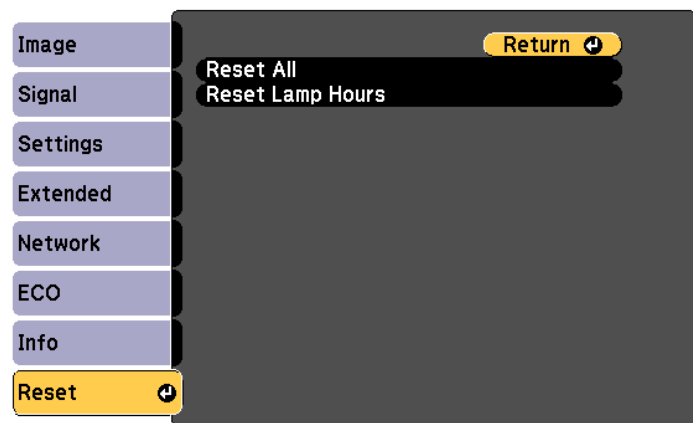 Image
Signal
Settings
Extended
Network
ECO
Info
Reset
Return
Reset All
Reset Lamp Hours